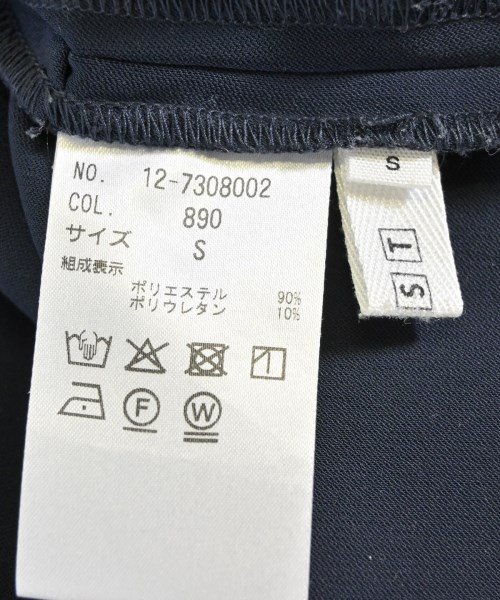 NO. 12-7308002
COL. 890
サイズ S
組成表示
ポリエステル 90%
ポリウレタン 10%
F
W
S
ST